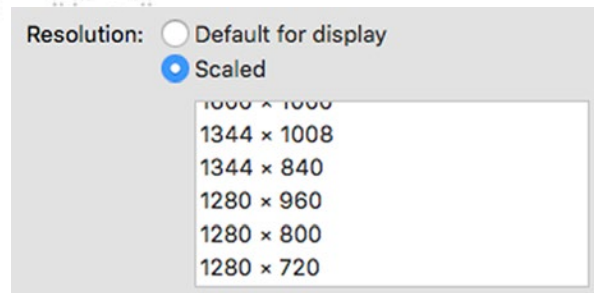 Resolution: Default for display
Scaled
1344 × 1008
1344 × 840
1280 × 960
1280 × 800
1280 × 720